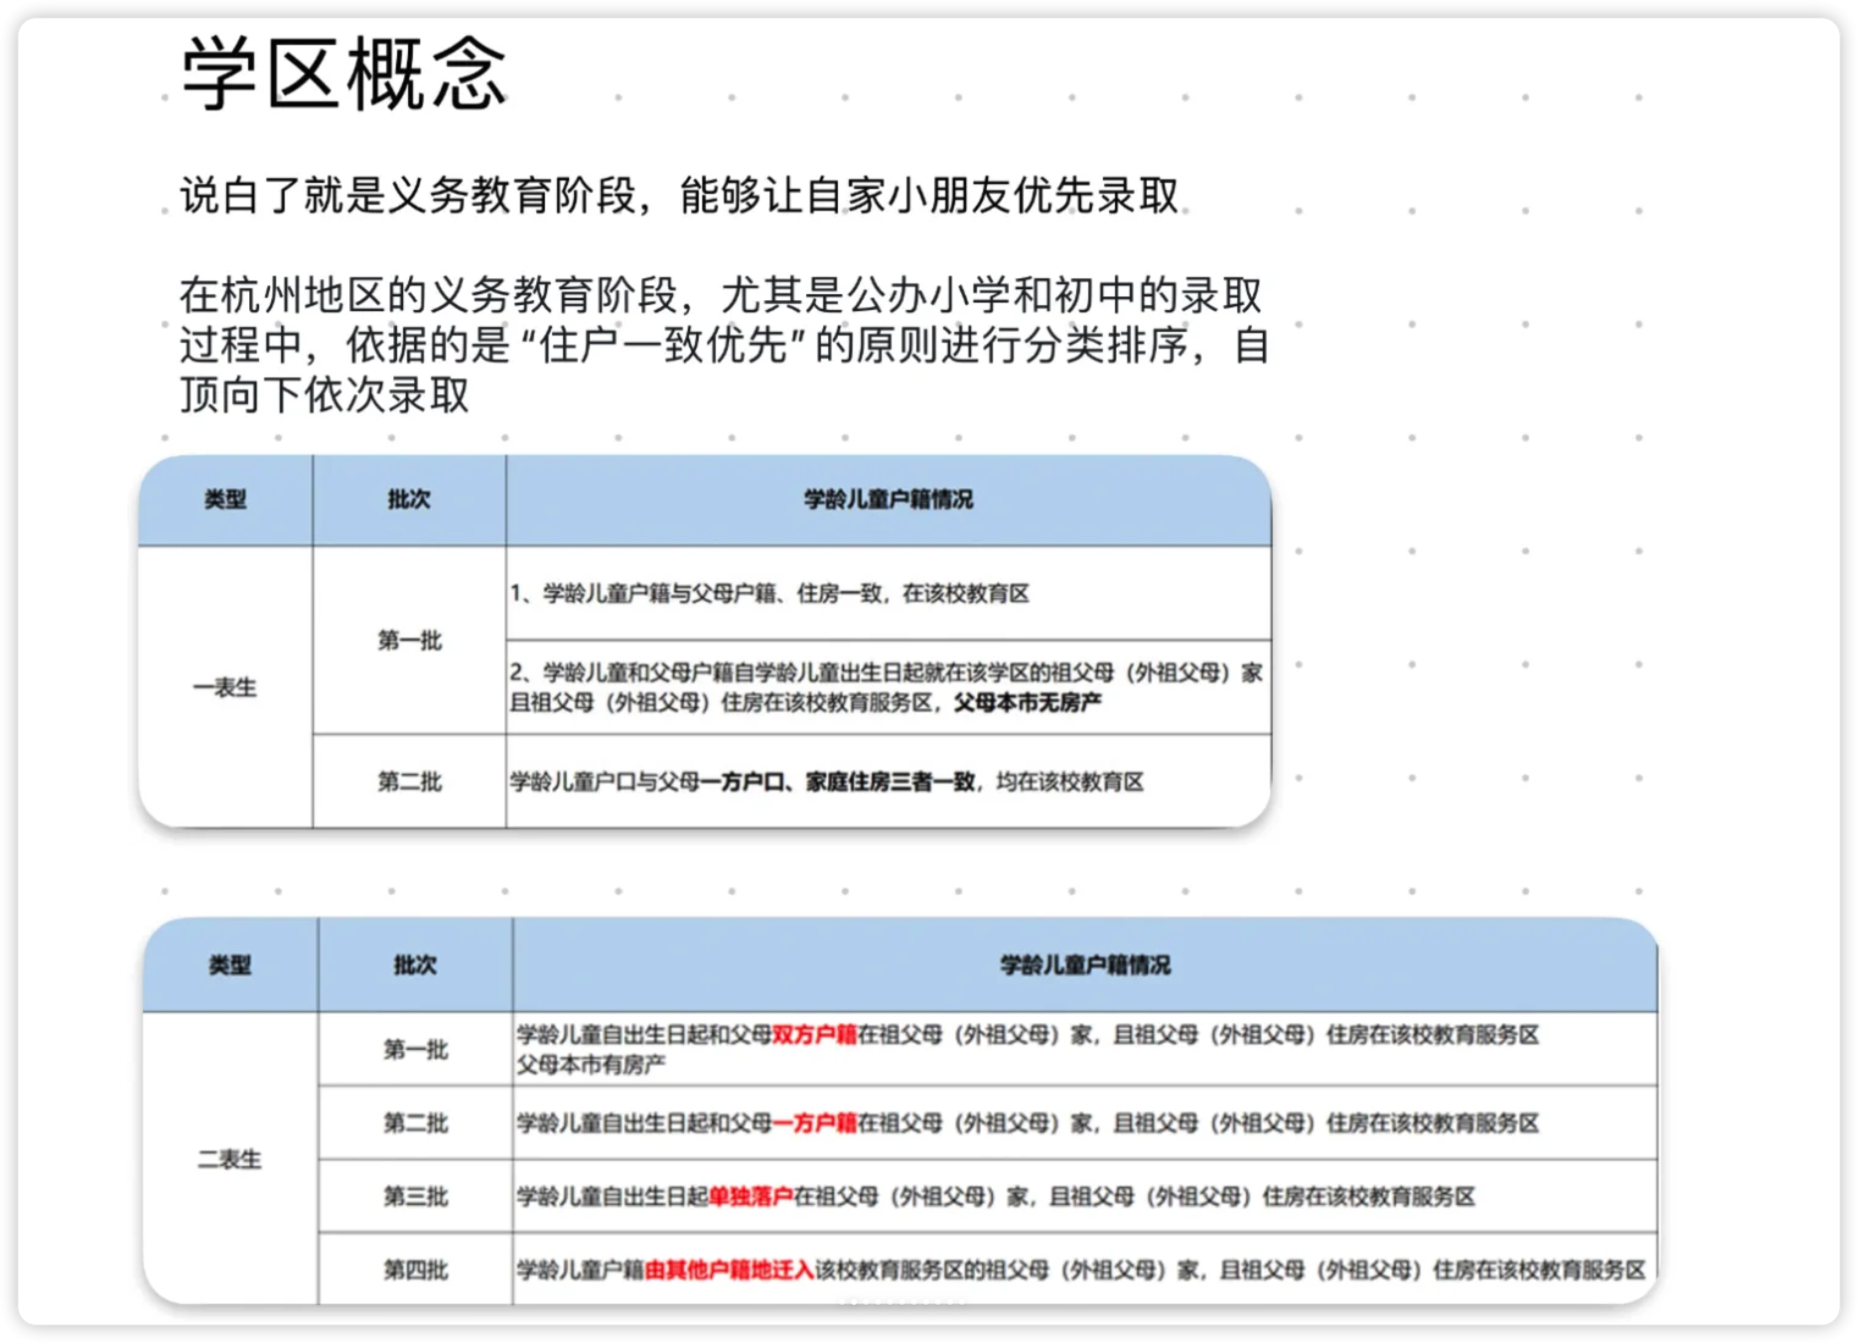 学区概念
说白了就是义务教育阶段，能够让自家小朋友优先录取
在杭州地区的义务教育阶段，尤其是公办小学和初中的录取
过程中，依据的是“住户一致优先”的原则进行分类排序，自
顶向下依次录取
类型 批次 学龄儿童户籍情况
一表生
第一批
1、学龄儿童户籍与父母户籍、住房一致，在该校教育区
2、学龄儿童和父母户籍自学龄儿童出生日起就在该学区的祖父母（外祖父母）家
且祖父母（外祖父母）住房在该校教育服务区，父母本市无房产
第二批 学龄儿童户口与父母一方户口、家庭住房三者一致，均在该校教育区
类型 批次 学龄儿童户籍情况
二表生
第一批 学龄儿童自出生日起和父母双方户籍在祖父母（外祖父母）家，且祖父母（外祖父母）住房在该校教育服务区
父母本市有房产
第二批 学龄儿童自出生日起和父母一方户籍在祖父母（外祖父母）家，且祖父母（外祖父母）住房在该校教育服务区
第三批 学龄儿童自出生日起单独落户在祖父母（外祖父母）家，且祖父母（外祖父母）住房在该校教育服务区
第四批 学龄儿童户籍由其他户籍地迁入该校教育服务区的祖父母（外祖父母）家，且祖父母（外祖父母）住房在该校教育服务区